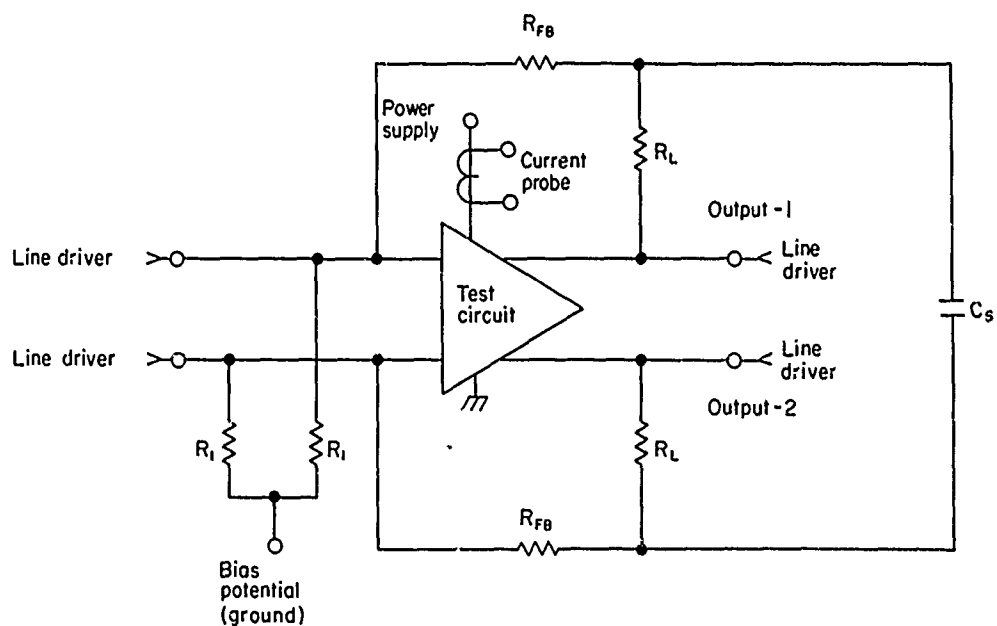 R_FB
Power
supply
Current
probe
R_L
Output-1
Line driver
Line
driver
Test
circuit
C_s
Line driver
Line
driver
Output-2
R_I
R_I
R_L
R_FB
Bias
potential
(ground)